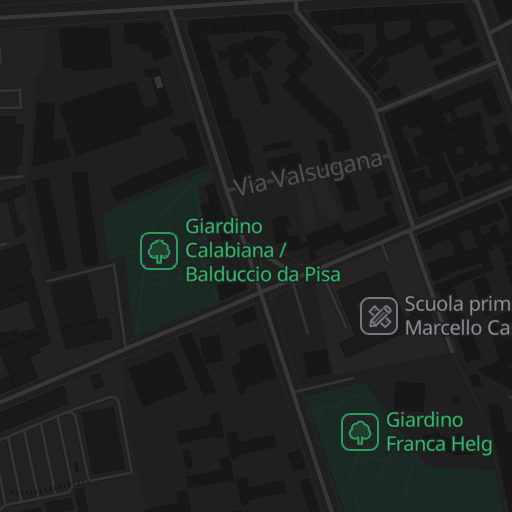 Via Valsugana
Giardino
Calabiana /
Balduccio da Pisa
Scuola prim
Marcello Ca
Giardino
Franca Helg